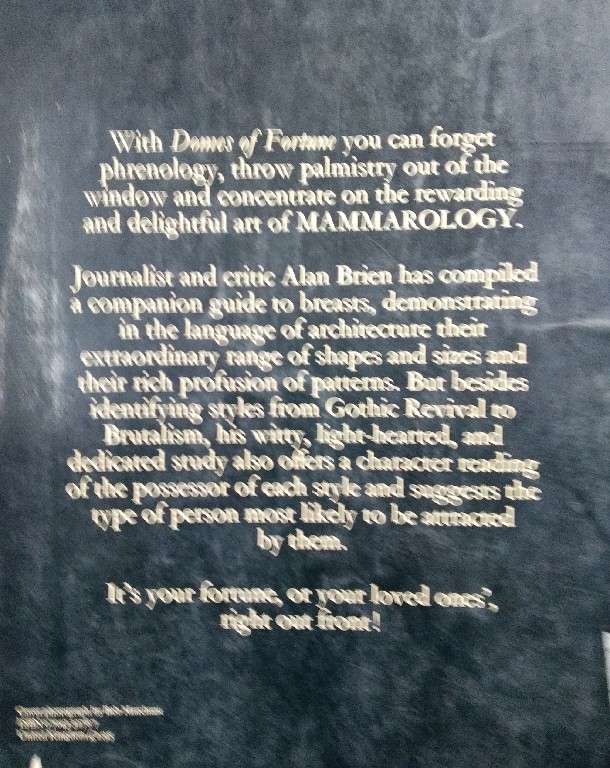 With Domes of Fortune you can forget
phrenology, throw palmistry out of the
window and concentrate on the rewarding
and delightful art of MAMMAROLOGY.
Journalist and critic Alan Brien has compiled
a companion guide to breasts, demonstrating
in the language of architecture their
extraordinary range of shapes and sizes and
their rich profusion of patterns. But besides
identifying styles from Gothic Revival to
Brutalism, his witty, light-hearted, and
dedicated study also offers a character reading
of the possessor of each style and suggests the
type of person most likely to be attracted
by them.
It's your fortune, or your loved ones',
right out front!
photograph by